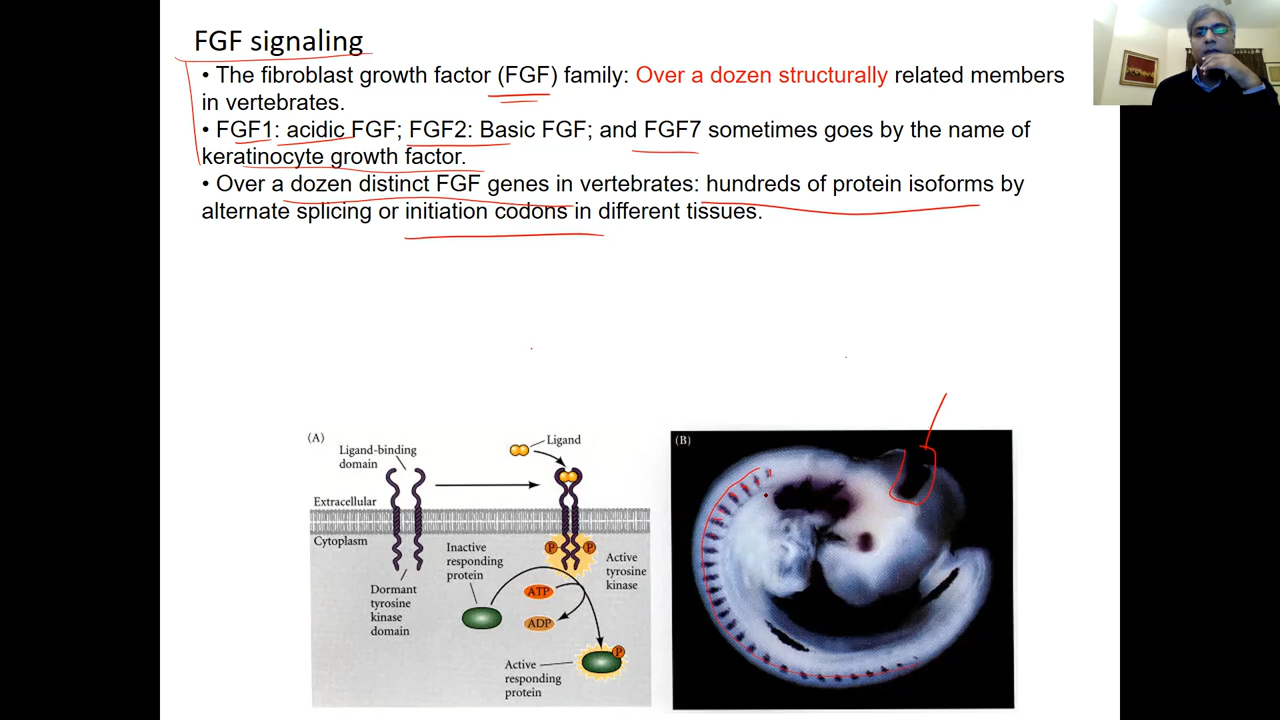 FGF signaling
• The fibroblast growth factor (FGF) family: Over a dozen structurally related members
in vertebrates.
• FGF1: acidic FGF; FGF2: Basic FGF; and FGF7 sometimes goes by the name of
keratinocyte growth factor.
• Over a dozen distinct FGF genes in vertebrates: hundreds of protein isoforms by
alternate splicing or initiation codons in different tissues.
(A)
Ligand-binding
domain
Ligand
Extracellular
Cytoplasm
Inactive
responding
protein
P
P
Active
tyrosine
kinase
Dormant
tyrosine
kinase
domain
ATP
ADP
P
Active
responding
protein
(B)